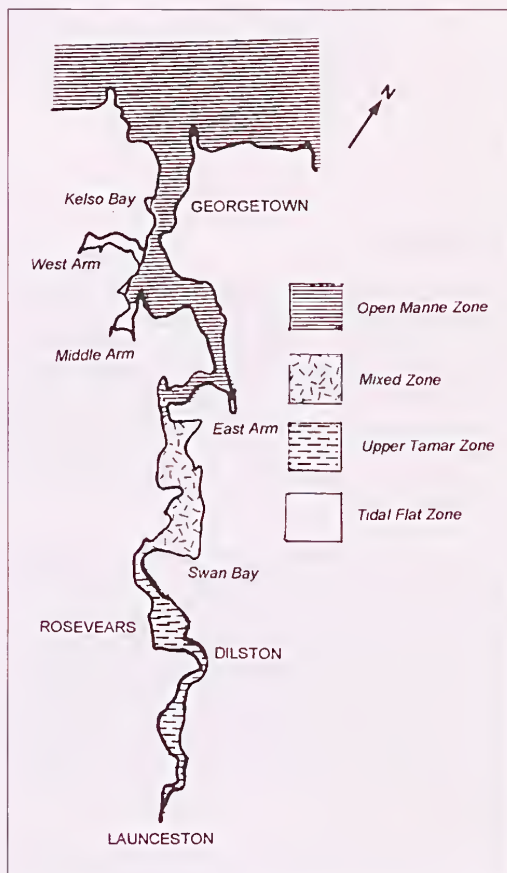 N
Kelso Bay
GEORGETOWN
West Arm
Open Manne Zone
Middle Arm
Mixed Zone
East Arm
Upper Tamar Zone
Tidal Flat Zone
Swan Bay
ROSEVEARS
DILSTON
LAUNCESTON